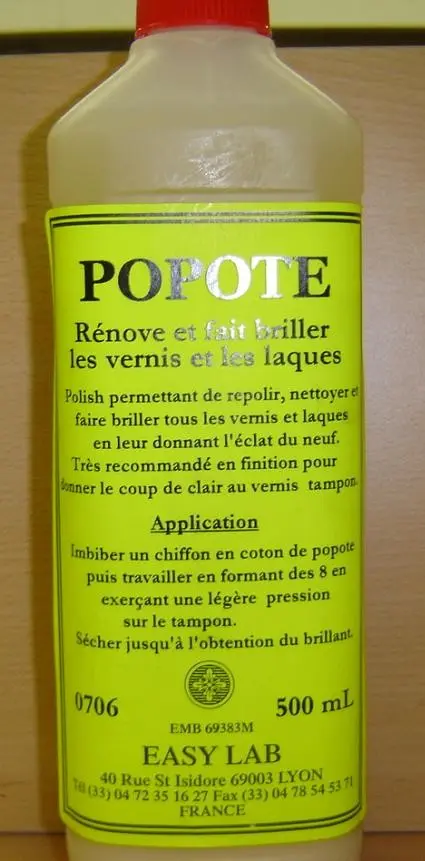 POPOTE
Rénove et fait briller
les vernis et les laques
Polish permettant de repolir, nettoyer et
faire briller tous les vernis et laques
en leur donnant l'éclat du neuf.
Très recommandé en finition pour
donner le coup de clair au vernis tampon.
Application
Imbiber un chiffon en coton de popote
puis travailler en formant des 8 en
exerçant une légère pression
sur le tampon.
Sécher jusqu'à l'obtention du brillant.
0706 500 mL
EMB 69383M
EASY LAB
40 Rue St Isidore 69003 LYON
Tél (33) 04 72 35 16 27 Fax (33) 04 78 54 53 71
FRANCE